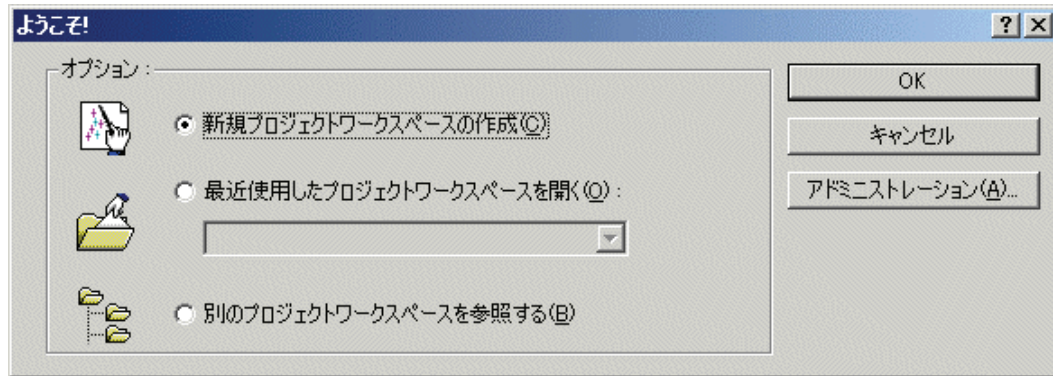 ようこそ!
オプション :
新規プロジェクトワークスペースの作成(C)
最近使用したプロジェクトワークスペースを開く(O) :
別のプロジェクトワークスペースを参照する(B)
OK
キャンセル
アドミニストレーション(A)...